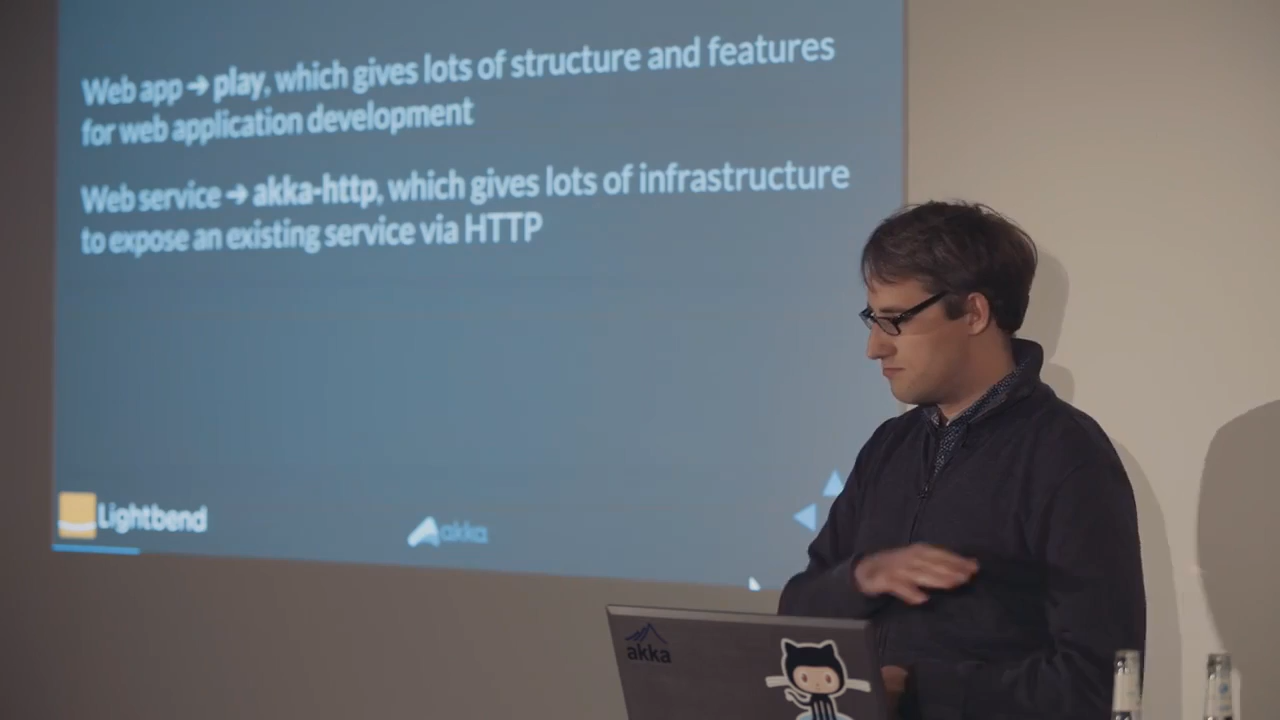 Web app → play, which gives lots of structure and features
for web application development
Web service → akka-http, which gives lots of infrastructure
to expose an existing service via HTTP
Lightbend
akka
akka